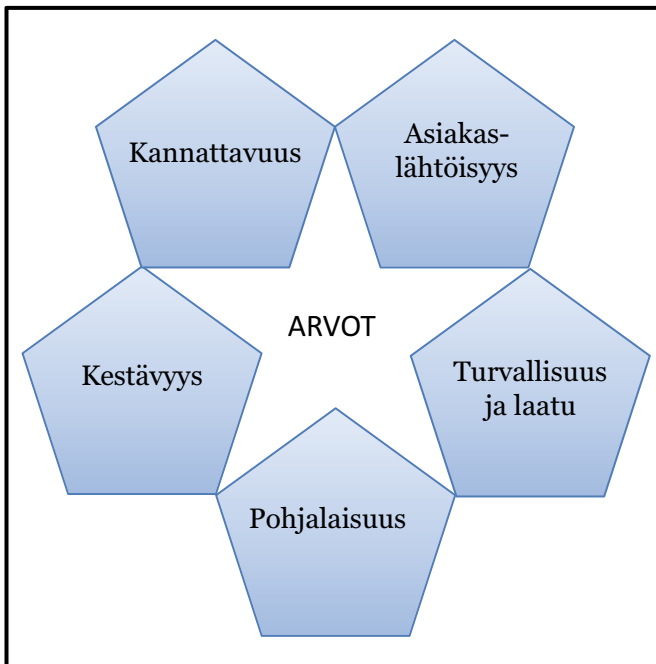 Kannattavuus
Asiakas-
lähtöisyys
ARVOT
Kestävyys
Turvallisuus
ja laatu
Pohjalaisuus